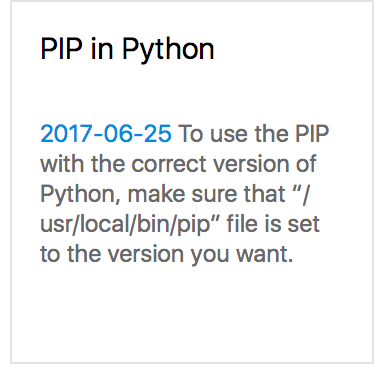 PIP in Python
2017-06-25 To use the PIP
with the correct version of
Python, make sure that “/
usr/local/bin/pip” file is set
to the version you want.